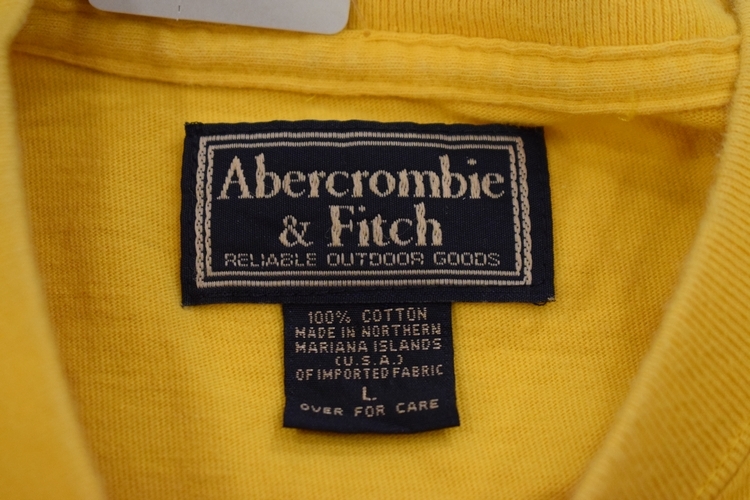 Abercrombie
& Fitch
RELIABLE OUTDOOR GOODS
100% COTTON
MADE IN NORTHERN
MARIANA ISLANDS
(U.S.A.)
OF IMPORTED FABRIC
L
OVER FOR CARE